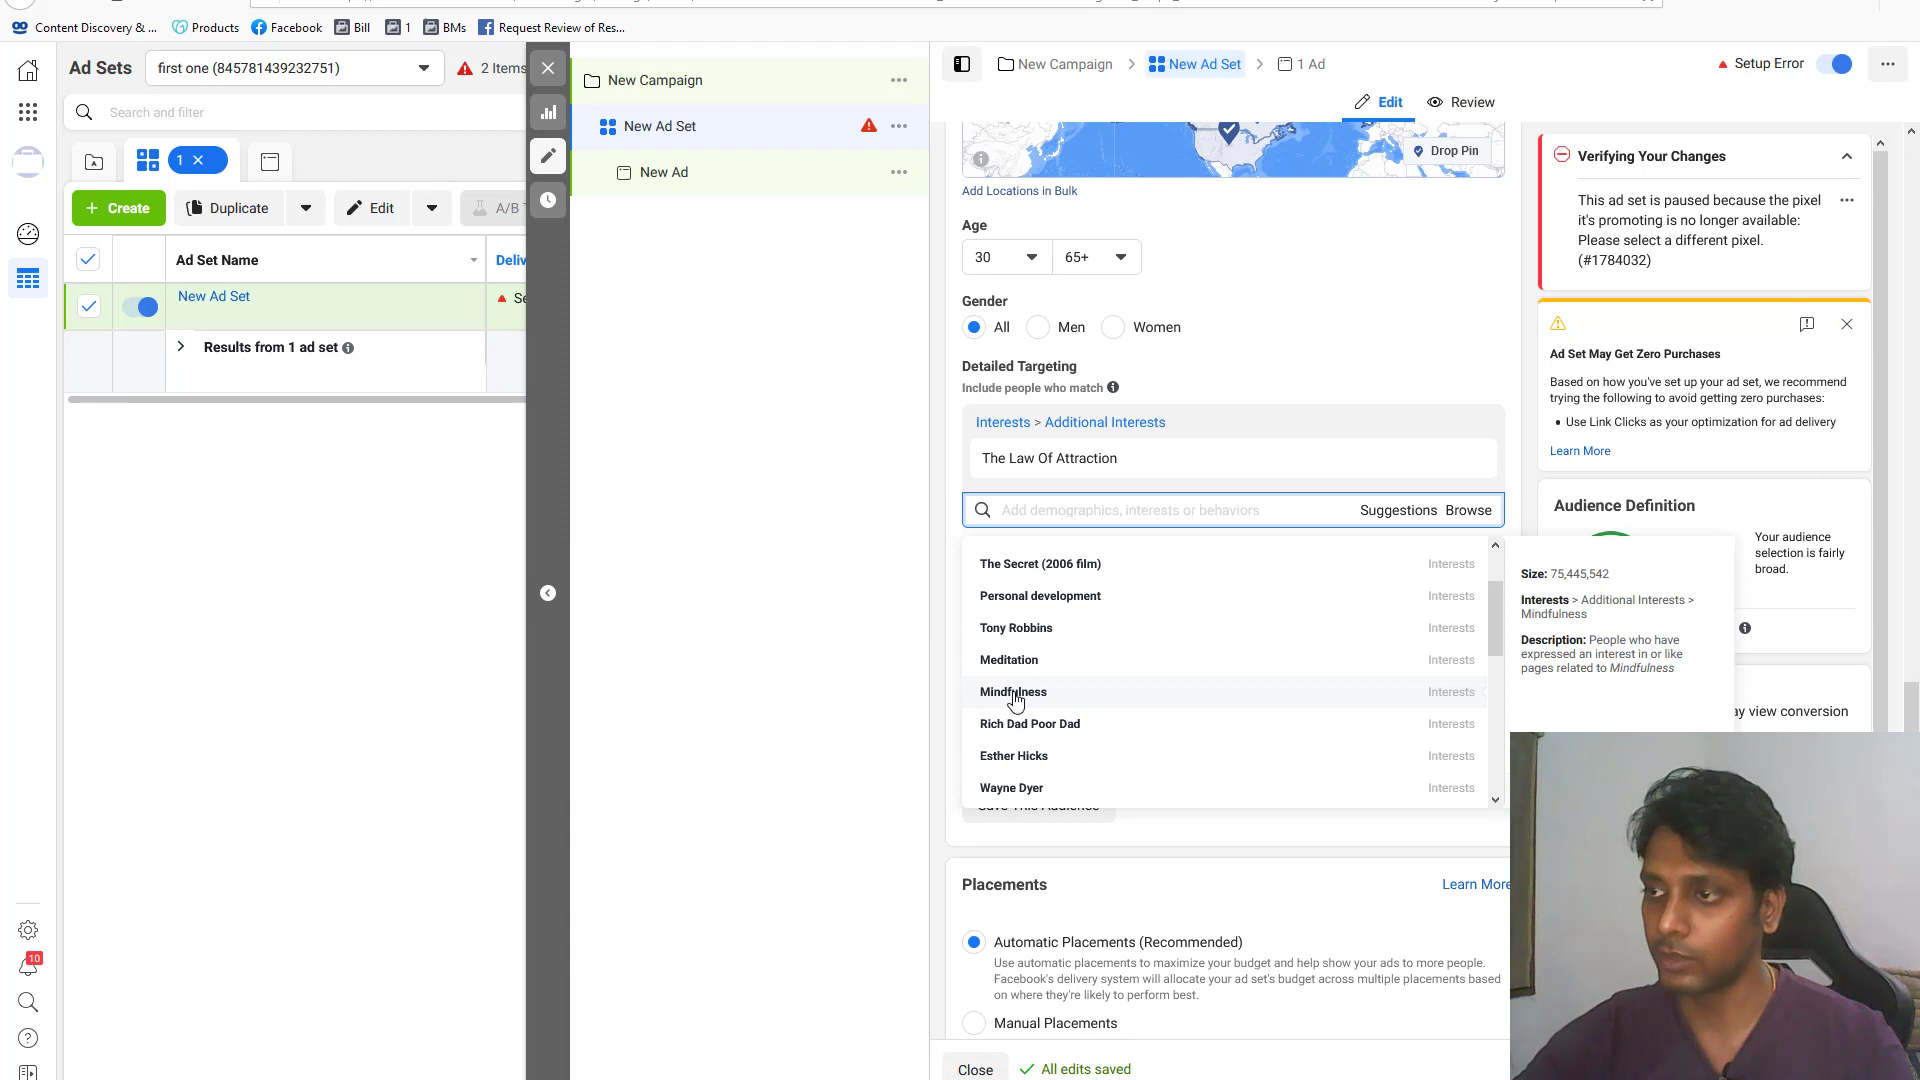 Content Discovery & ...
Products
Facebook
Bill
1
BMs
Request Review of Res...
Ad Sets
first one (845781439232751)
2 Items
Search and filter
1
Create
Duplicate
Edit
A/B
Ad Set Name
Deliv
New Ad Set
Results from 1 ad set
10
New Campaign
New Ad Set
New Ad
New Campaign
New Ad Set
1 Ad
Setup Error
Edit
Review
Drop Pin
Add Locations in Bulk
Age
30
65+
Gender
All
Men
Women
Detailed Targeting
Include people who match
Interests > Additional Interests
The Law Of Attraction
Add demographics, interests or behaviors
Suggestions
Browse
The Secret (2006 film)
Interests
Personal development
Interests
Tony Robbins
Interests
Meditation
Interests
Mindfulness
Interests
Rich Dad Poor Dad
Interests
Esther Hicks
Interests
Wayne Dyer
Interests
Save This Audience
Placements
Learn More
Automatic Placements (Recommended)
Use automatic placements to maximize your budget and help show your ads to more people.
Facebook's delivery system will allocate your ad set's budget across multiple placements based
on where they're likely to perform best.
Manual Placements
Close
All edits saved
Verifying Your Changes
This ad set is paused because the pixel
it's promoting is no longer available:
Please select a different pixel.
(#1784032)
Ad Set May Get Zero Purchases
Based on how you've set up your ad set, we recommend
trying the following to avoid getting zero purchases:
• Use Link Clicks as your optimization for ad delivery
Learn More
Audience Definition
Your audience
selection is fairly
broad.
Size: 75,445,542
Interests > Additional Interests >
Mindfulness
Description: People who have
expressed an interest in or like
pages related to Mindfulness
ay view conversion